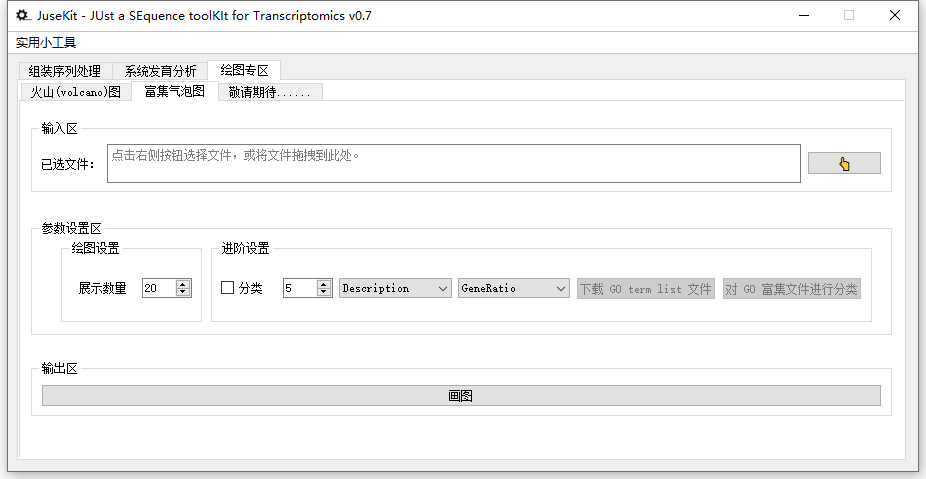 JuseKit - JUst a SEquence toolKIt for Transcriptomics v0.7
实用小工具
组装序列处理 系统发育分析 绘图专区
火山(volcano)图 富集气泡图 敬请期待......
输入区
已选文件： 点击右侧按钮选择文件，或将文件拖拽到此处。
参数设置区
绘图设置 进阶设置
展示数量 20 分类 5 Description GeneRatio 下载 GO term list 文件 对 GO 富集文件进行分类
输出区
画图